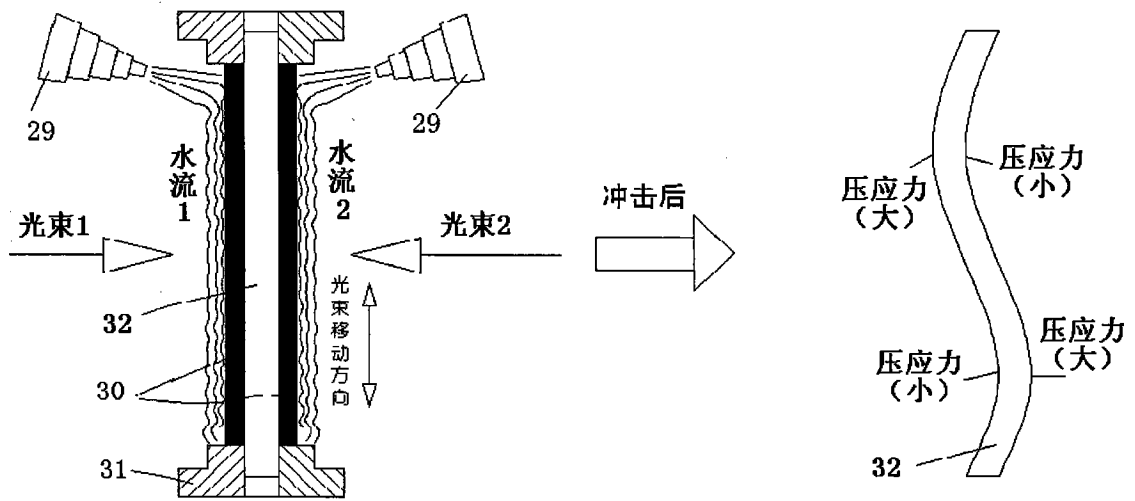 29
29
水流1
水流2
光束1
光束2
32
光束移动方向
30
31
冲击后
压应力
（大）
压应力
（小）
压应力
（小）
压应力
（大）
32